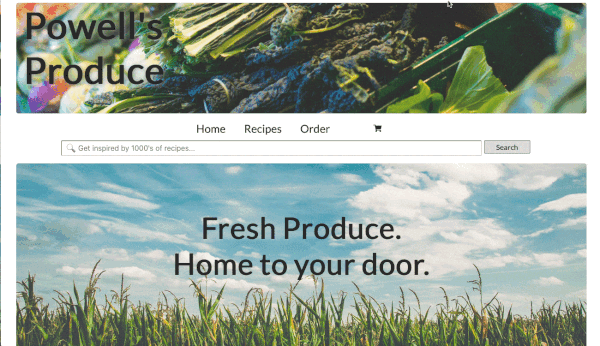 Powell's
Produce
Home Recipes Order
Get inspired by 1000's of recipes...
Search
Fresh Produce.
Home to your door.